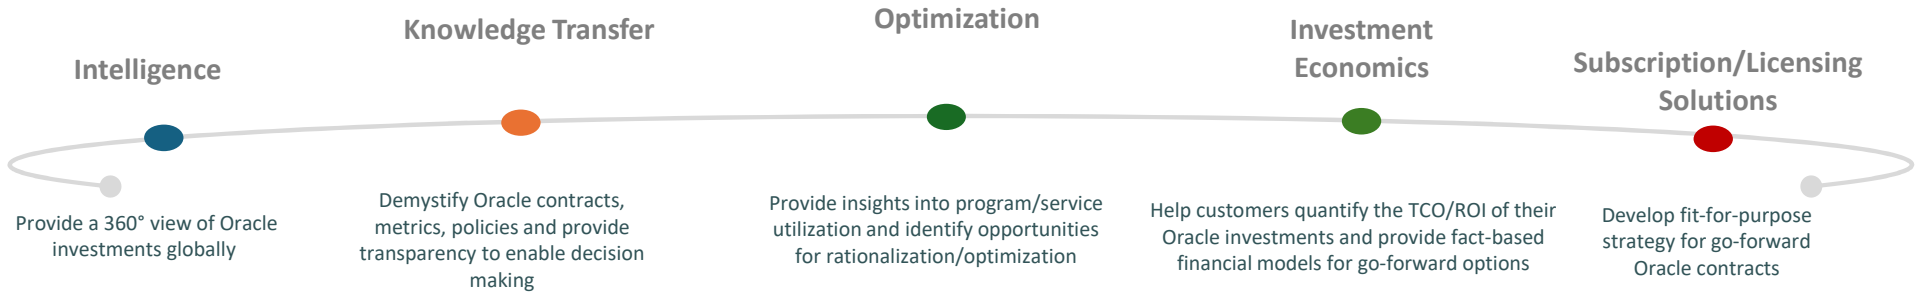 Intelligence
Provide a 360° view of Oracle
investments globally
Knowledge Transfer
Demystify Oracle contracts,
metrics, policies and provide
transparency to enable decision
making
Optimization
Provide insights into program/service
utilization and identify opportunities
for rationalization/optimization
Investment
Economics
Help customers quantify the TCO/ROI of their
Oracle investments and provide fact-based
financial models for go-forward options
Subscription/Licensing
Solutions
Develop fit-for-purpose
strategy for go-forward
Oracle contracts